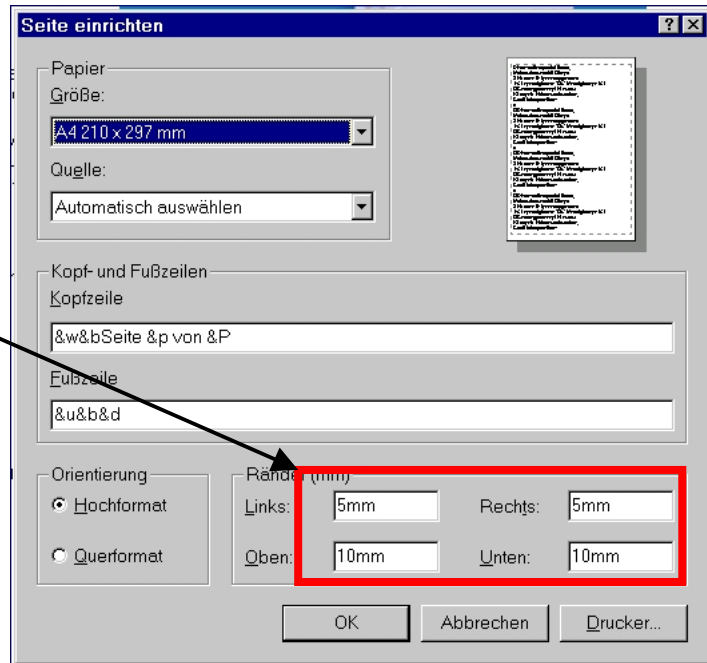 Seite einrichten
Papier
Größe:
A4 210 x 297 mm
Quelle:
Automatisch auswählen
Kopf- und Fußzeilen
Kopfzeile
&w&bSeite &p von &P
Fußzeile
&u&b&d
Orientierung
Hochformat
Querformat
Ränder (mm)
Links: 5mm Rechts: 5mm
Oben: 10mm Unten: 10mm
OK Abbrechen Drucker...